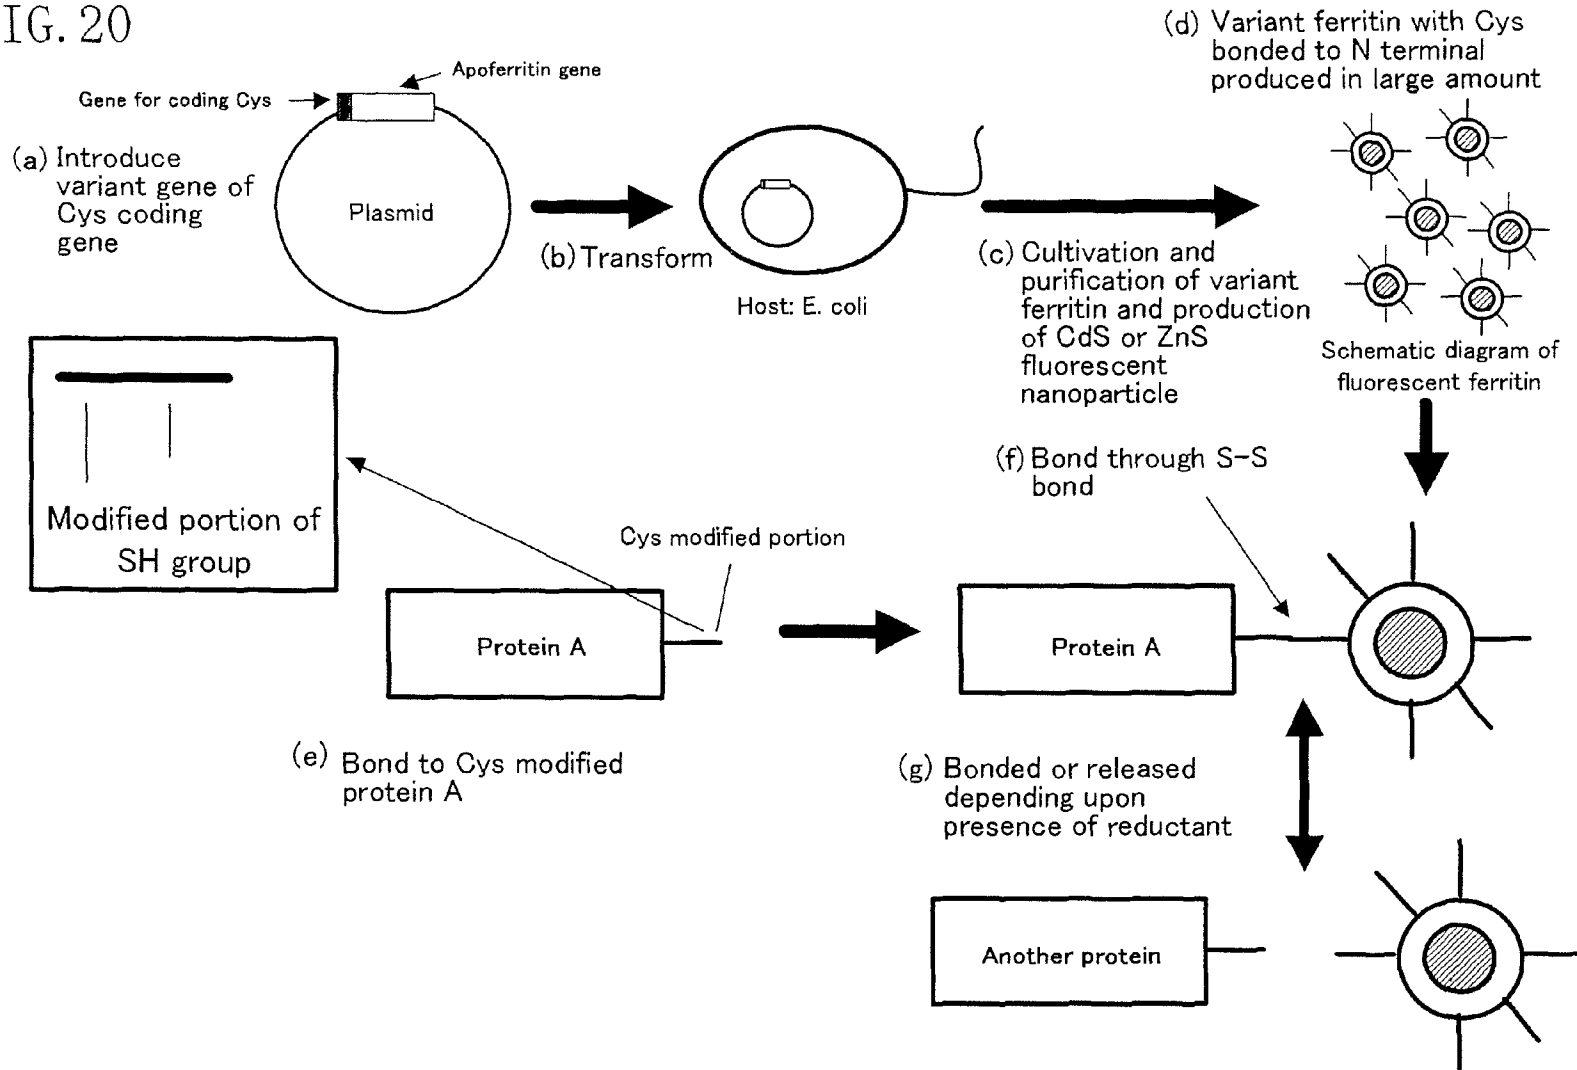 IG. 20
Apoferritin gene
Gene for coding Cys
(a) Introduce
variant gene of
Cys coding
gene
Plasmid
(b) Transform
Host: E. coli
(c) Cultivation and
purification of variant
ferritin and production
of CdS or ZnS
fluorescent
nanoparticle
(d) Variant ferritin with Cys
bonded to N terminal
produced in large amount
Schematic diagram of
fluorescent ferritin
Modified portion of
SH group
Cys modified portion
Protein A
(e) Bond to Cys modified
protein A
(f) Bond through S-S
bond
Protein A
(g) Bonded or released
depending upon
presence of reductant
Another protein